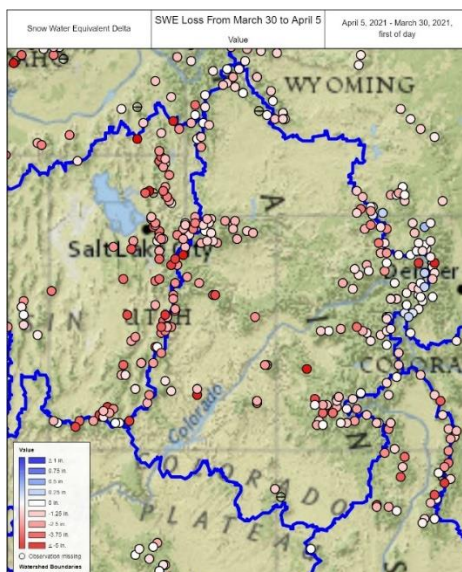 Snow Water Equivalent Delta
SWE Loss From March 30 to April 5
Value
April 5, 2021 - March 30, 2021,
first of day
WYOMING
Salt Lake City
Denver
UTAH
COLORA
Colorado
COLORADO
PLATEAU
Value
≥ 1 in.
0.75 in.
0.5 in.
0.25 in.
0 in.
-1.25 in.
-2.5 in.
-3.75 in.
≤ -5 in.
Observation missing
Watershed Boundaries